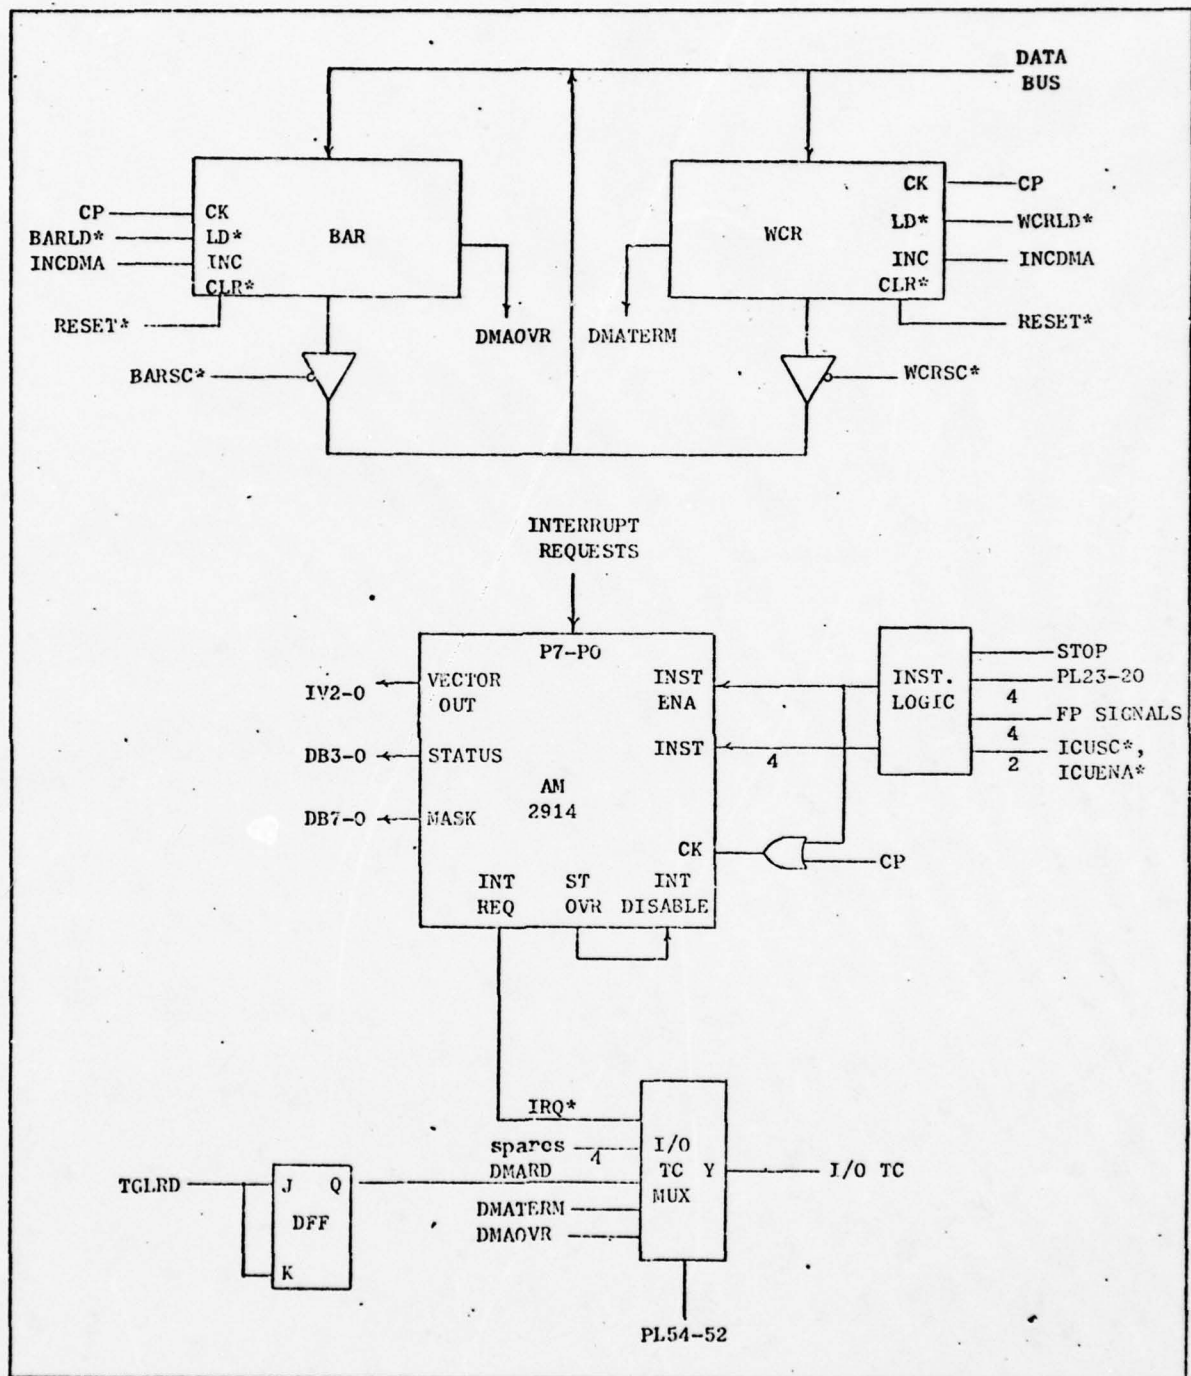 DATA
BUS
CP
BARLD*
INCDMA
RESET*
BARSC*
CK
LD*
INC
CLR*
BAR
DMAOVR
DMATERM
WCR
CK
LD*
INC
CLR*
CP
WCRLD*
INCDMA
RESET*
WCRSC*
INTERRUPT
REQUESTS
P7-P0
IV2-0
DB3-0
DB7-0
VECTOR
OUT
STATUS
MASK
AM
2914
INST
ENA
INST
CK
INT
REQ
ST
OVR
INT
DISABLE
4
INST.
LOGIC
STOP
PL23-20
4
FP SIGNALS
4
ICUSC*,
2
ICUENA*
CP
IRQ*
spares
4
DMARD
DMATERM
DMAOVR
I/O
TC
MUX
Y
I/O TC
PL54-52
TGLRD
J
Q
DFF
K